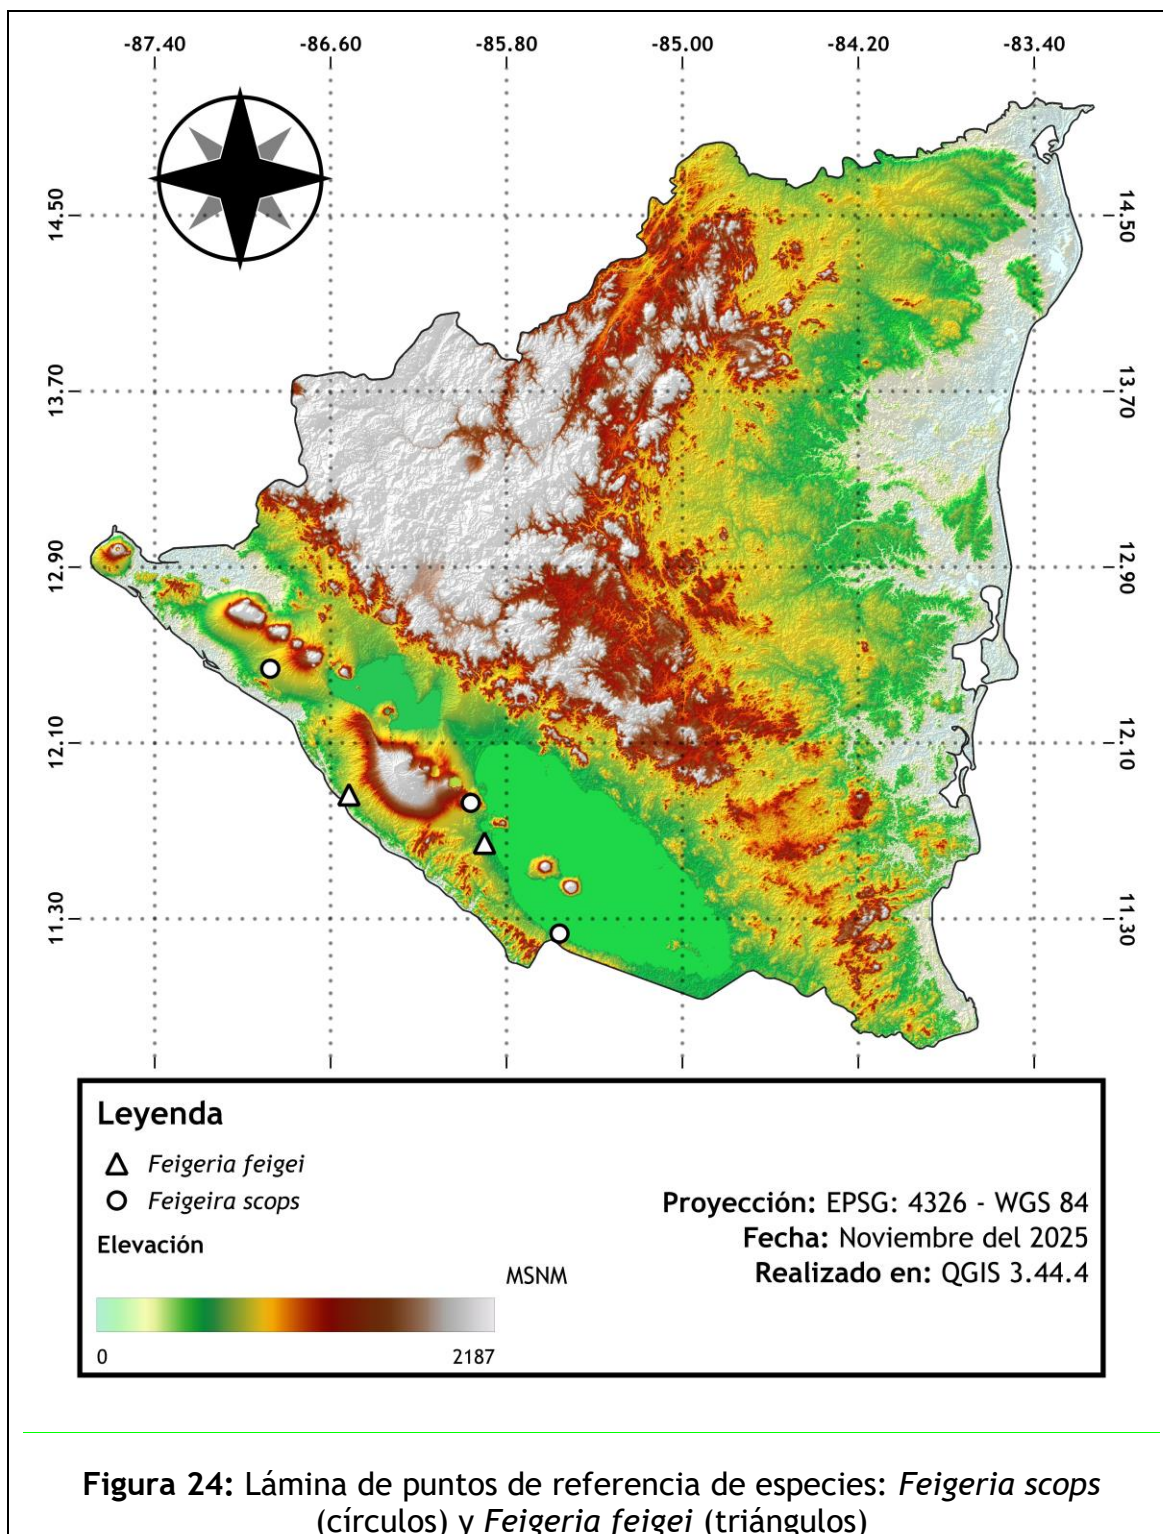 -87.40 -86.60 -85.80 -85.00 -84.20 -83.40
14.50 14.50
13.70 13.70
12.90 12.90
12.10 12.10
11.30 11.30
Leyenda
Feigeria feigei
Feigeira scops
Elevación
MSNM
0 2187
Proyección: EPSG: 4326 - WGS 84
Fecha: Noviembre del 2025
Realizado en: QGIS 3.44.4
Figura 24: Lámina de puntos de referencia de especies: Feigeria scops
(círculos) y Feigeria feigei (triángulos)